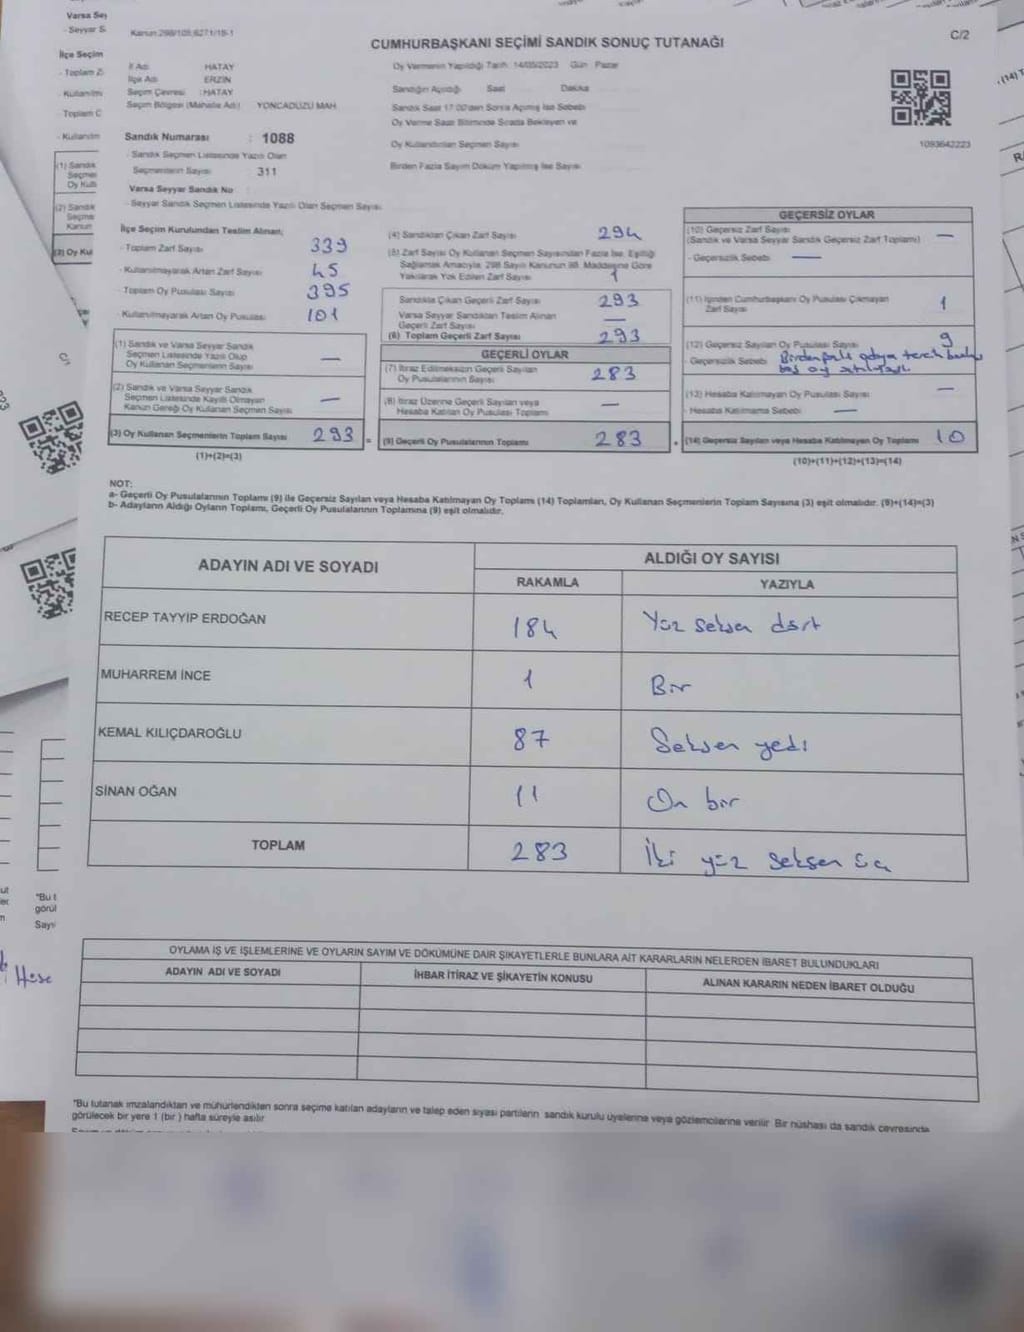 Varsa Sey
- Seyyar S
İlçe Seçim
- Toplam Z
- Kullanılmı
- Toplam O
- Kullanılm
(1) Sandık
Seçmen
Oy Kull
(2) Sandık
Seçme
Kanun
(3) Oy Ku
Kanun 298/105;6271/18-1
CUMHURBAŞKANI SEÇİMİ SANDIK SONUÇ TUTANAĞI
C/2
İl Adı HATAY
İlçe Adı ERZİN
Seçim Çevresi :HATAY
Seçim Bölgesi (Mahalle Adı) YONCADÜZÜ MAH.
Oy Vermenin Yapıldığı Tarih: 14/05/2023 Gün: Pazar
Sandığın Açıldığı Saat Dakika
Sandık Saat 17:00'den Sonra Açılmış İse Sebebi
Oy Verme Saati Bitiminde Sırada Bekleyen ve
Oy Kullandırılan Seçmen Sayısı
Birden Fazla Sayım Döküm Yapılmış İse Sayısı
1093642223
Sandık Numarası : 1088
- Sandık Seçmen Listesinde Yazılı Olan
Seçmenlerin Sayısı 311
Varsa Seyyar Sandık No
- Seyyar Sandık Seçmen Listesinde Yazılı Olan Seçmen Sayısı
İlçe Seçim Kurulundan Teslim Alınan;
- Toplam Zarf Sayısı 339
- Kullanılmayarak Artan Zarf Sayısı 45
- Toplam Oy Pusulası Sayısı 395
- Kullanılmayarak Artan Oy Pusulası 101
(1) Sandık ve Varsa Seyyar Sandık
Seçmen Listesinde Yazılı Olup
Oy Kullanan Seçmenlerin Sayısı —
(2) Sandık ve Varsa Seyyar Sandık
Seçmen Listesinde Kayıtlı Olmayan
Kanun Gereği Oy Kullanan Seçmen Sayısı —
(3) Oy Kullanan Seçmenlerin Toplam Sayısı 293
(1)+(2)=(3)
(4) Sandıktan Çıkan Zarf Sayısı 294
(5) Zarf Sayısı Oy Kullanan Seçmen Sayısından Fazla İse, Eşitliği
Sağlamak Amacıyla, 298 Sayılı Kanunun 98. Maddesine Göre
Yakılarak Yok Edilen Zarf Sayısı 1
Sandıkta Çıkan Geçerli Zarf Sayısı 293
Varsa Seyyar Sandıktan Teslim Alınan
Geçerli Zarf Sayısı —
(6) Toplam Geçerli Zarf Sayısı 293
GEÇERLİ OYLAR
(7) İtiraz Edilmeksizin Geçerli Sayılan
Oy Pusulalarının Sayısı 283
(8) İtiraz Üzerine Geçerli Sayılan veya
Hesaba Katılan Oy Pusulası Toplamı —
= (9) Geçerli Oy Pusulalarının Toplamı 283
GEÇERSİZ OYLAR
(10) Geçersiz Zarf Sayısı
(Sandık ve Varsa Seyyar Sandık Geçersiz Zarf Toplamı) —
- Geçersizlik Sebebi: —
(11) İçinden Cumhurbaşkanı Oy Pusulası Çıkmayan
Zarf Sayısı 1
(12) Geçersiz Sayılan Oy Pusulası Sayısı 9
- Geçersizlik Sebebi Birden fazla
(13) Hesaba Katılmayan Oy Pusulası Sayısı —
- Hesaba Katılmama Sebebi —
+ (14) Geçersiz Sayılan veya Hesaba Katılmayan Oy Toplamı 10
(10)+(11)+(12)+(13)=(14)
NOT:
a- Geçerli Oy Pusulalarının Toplamı (9) ile Geçersiz Sayılan veya Hesaba Katılmayan Oy Toplamı (14) Toplamları, Oy Kullanan Seçmenlerin Toplam Sayısına (3) eşit olmalıdır. (9)+(14)=(3)
b- Adayların Aldığı Oyların Toplamı, Geçerli Oy Pusulalarının Toplamına (9) eşit olmalıdır.
ADAYIN ADI VE SOYADI
ALDIĞI OY SAYISI
RAKAMLA YAZIYLA
RECEP TAYYİP ERDOĞAN 184 Yüz seksen dört
MUHARREM İNCE 1 Bir
KEMAL KILIÇDAROĞLU 87 Seksen yedi
SİNAN OĞAN 11 On bir
TOPLAM 283 İki yüz seksen üç
OYLAMA İŞ VE İŞLEMLERİNE VE OYLARIN SAYIM VE DÖKÜMÜNE DAİR ŞİKAYETLERLE BUNLARA AİT KARARLARIN NELERDEN İBARET BULUNDUKLARI
ADAYIN ADI VE SOYADI İHBAR İTİRAZ VE ŞİKAYETİN KONUSU ALINAN KARARIN NEDEN İBARET OLDUĞU
"Bu t
görül
Sayı
*Bu tutanak imzalandıktan ve mühürlendikten sonra seçime katılan adayların ve talep eden siyasi partilerin sandık kurulu üyelerine veya gözlemcilerine verilir. Bir nüshası da sandık çevresinde
görülecek bir yere 1 (bir ) hafta süreyle asılır.